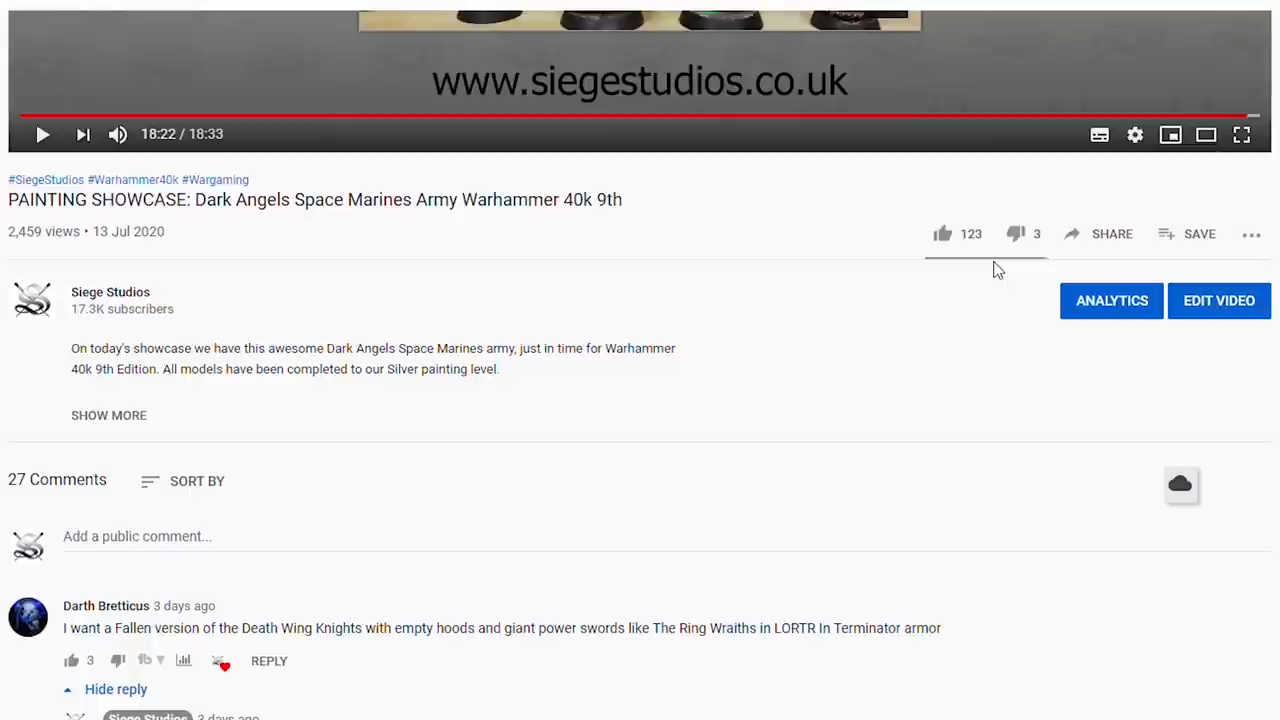 www.siegestudios.co.uk
18:22 / 18:33
#SiegeStudios #Warhammer40k #Wargaming
PAINTING SHOWCASE: Dark Angels Space Marines Army Warhammer 40k 9th
2,459 views • 13 Jul 2020
123 3 SHARE SAVE
Siege Studios
17.3K subscribers
ANALYTICS EDIT VIDEO
On today's showcase we have this awesome Dark Angels Space Marines army, just in time for Warhammer
40k 9th Edition. All models have been completed to our Silver painting level.
SHOW MORE
27 Comments SORT BY
Add a public comment...
Darth Bretticus 3 days ago
I want a Fallen version of the Death Wing Knights with empty hoods and giant power swords like The Ring Wraiths in LORTR In Terminator armor
3 REPLY
Hide reply
Siege Studios 3 days ago